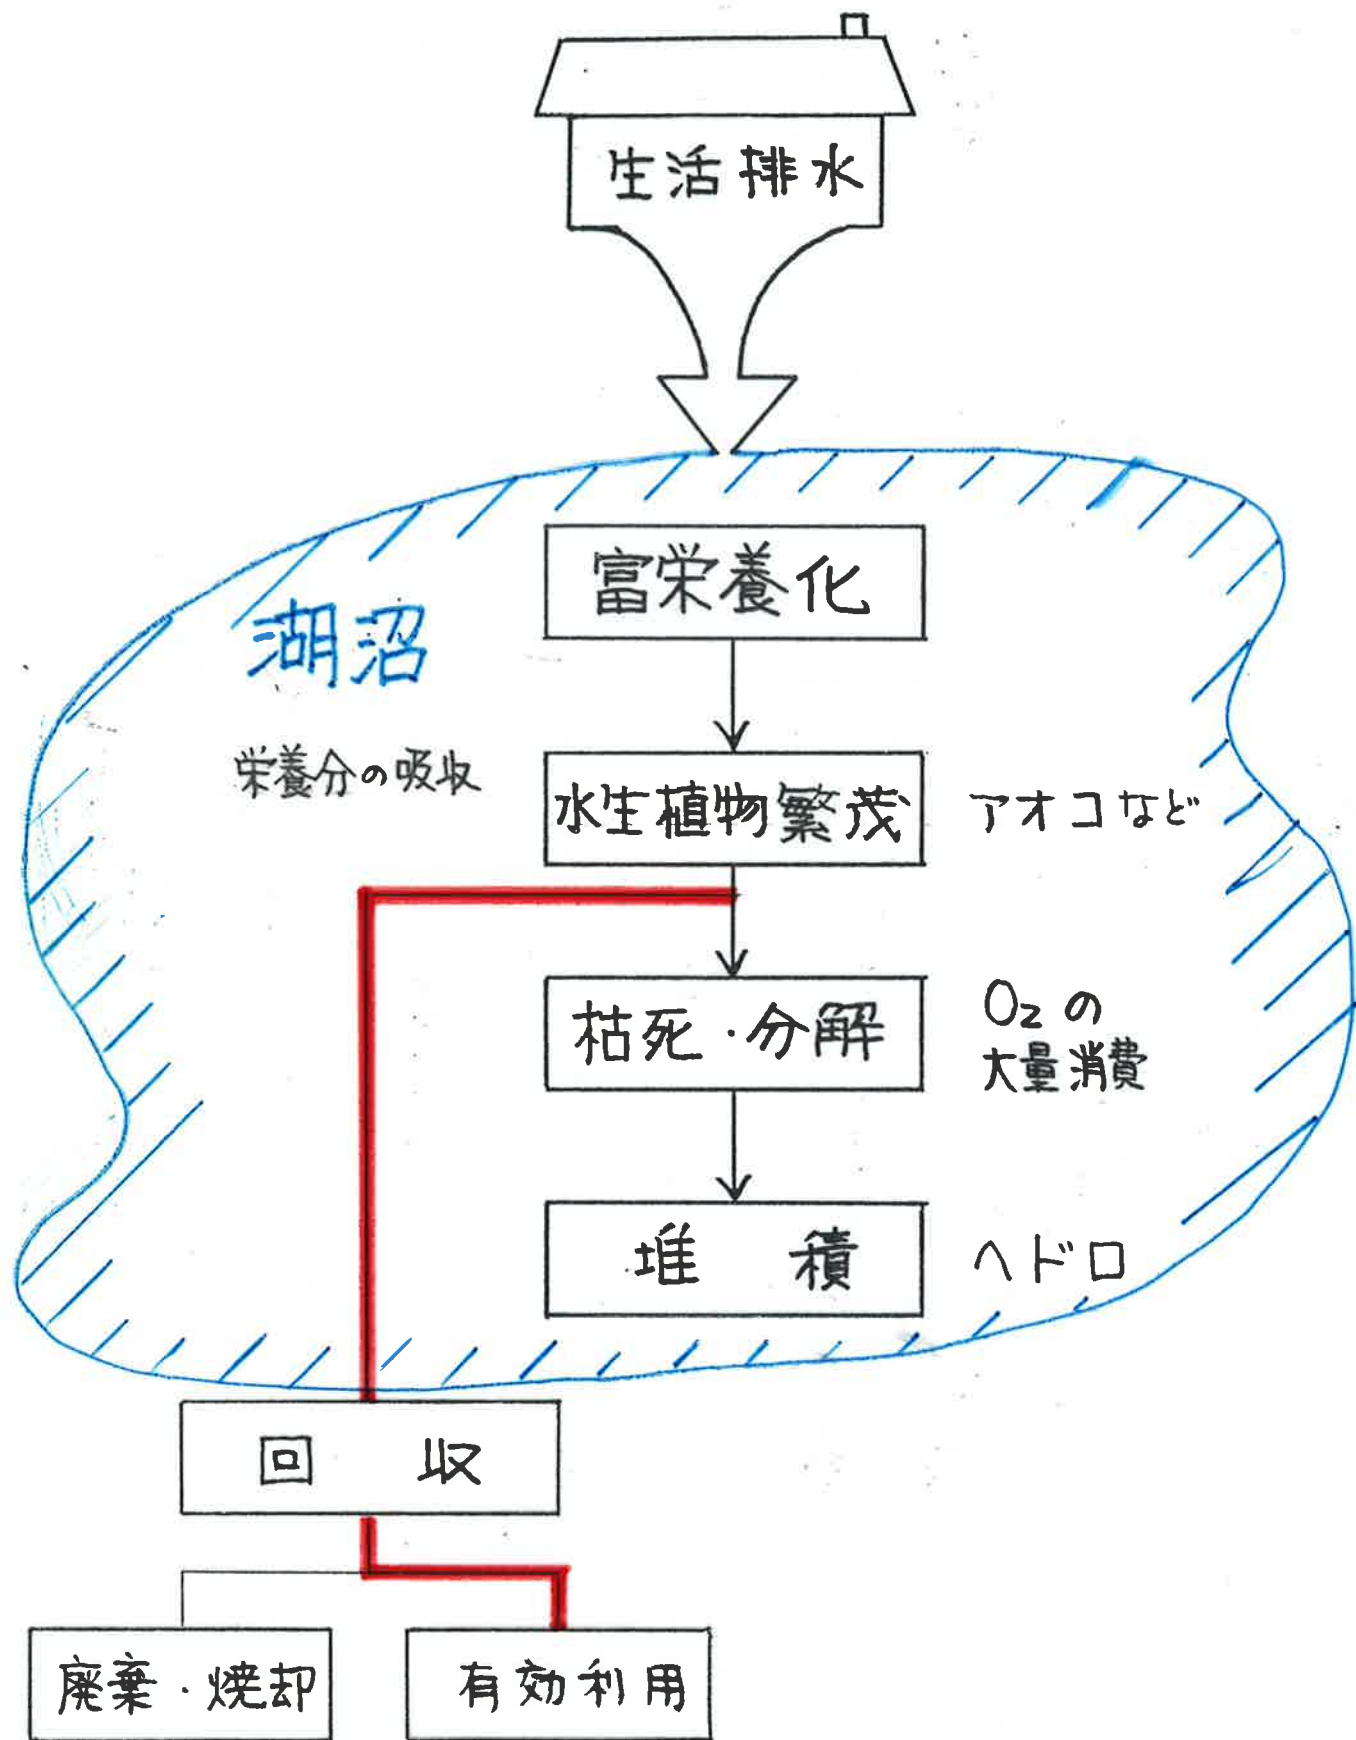 生活排水
富栄養化
湖沼
栄養分の吸収
水生植物繁茂
アオコなど
枯死・分解
O₂の
大量消費
堆積
ヘドロ
回収
廃棄・焼却
有効利用